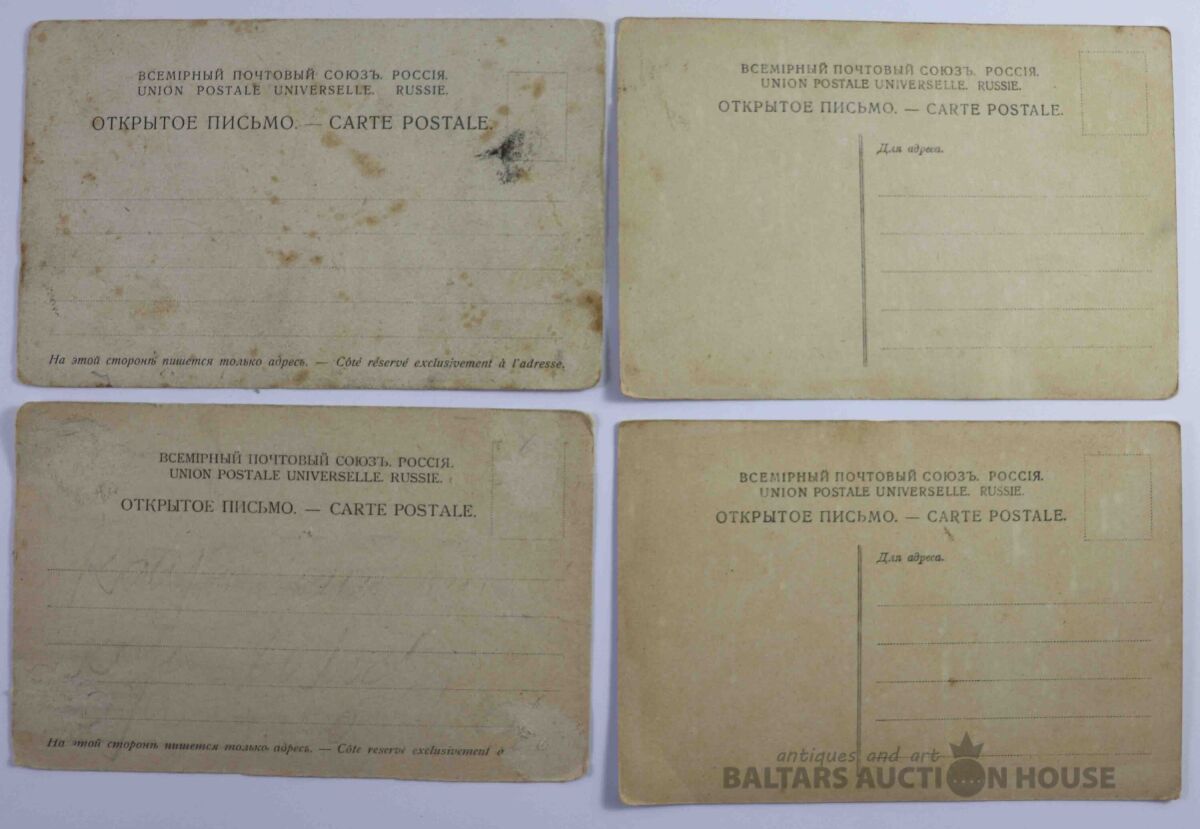 ВСЕМІРНЫЙ ПОЧТОВЫЙ СОЮЗЪ. РОССІЯ.
UNION POSTALE UNIVERSELLE. RUSSIE.
ОТКРЫТОЕ ПИСЬМО. — CARTE POSTALE.
На этой сторонѣ пишется только адресъ. — Côté réservé exclusivement à l'adresse.
ВСЕМІРНЫЙ ПОЧТОВЫЙ СОЮЗЪ. РОССІЯ.
UNION POSTALE UNIVERSELLE. RUSSIE.
ОТКРЫТОЕ ПИСЬМО. — CARTE POSTALE.
Для адреса.
ВСЕМІРНЫЙ ПОЧТОВЫЙ СОЮЗЪ. РОССІЯ.
UNION POSTALE UNIVERSELLE. RUSSIE.
ОТКРЫТОЕ ПИСЬМО. — CARTE POSTALE.
На этой сторонѣ пишется только адресъ. — Côte reserve exclusivement à
ВСЕМІРНЫЙ ПОЧТОВЫЙ СОЮЗЪ. РОССІЯ.
UNION POSTALE UNIVERSELLE. RUSSIE.
ОТКРЫТОЕ ПИСЬМО. — CARTE POSTALE.
Для адреса.
antiques and art
BALTARS AUCTION HOUSE